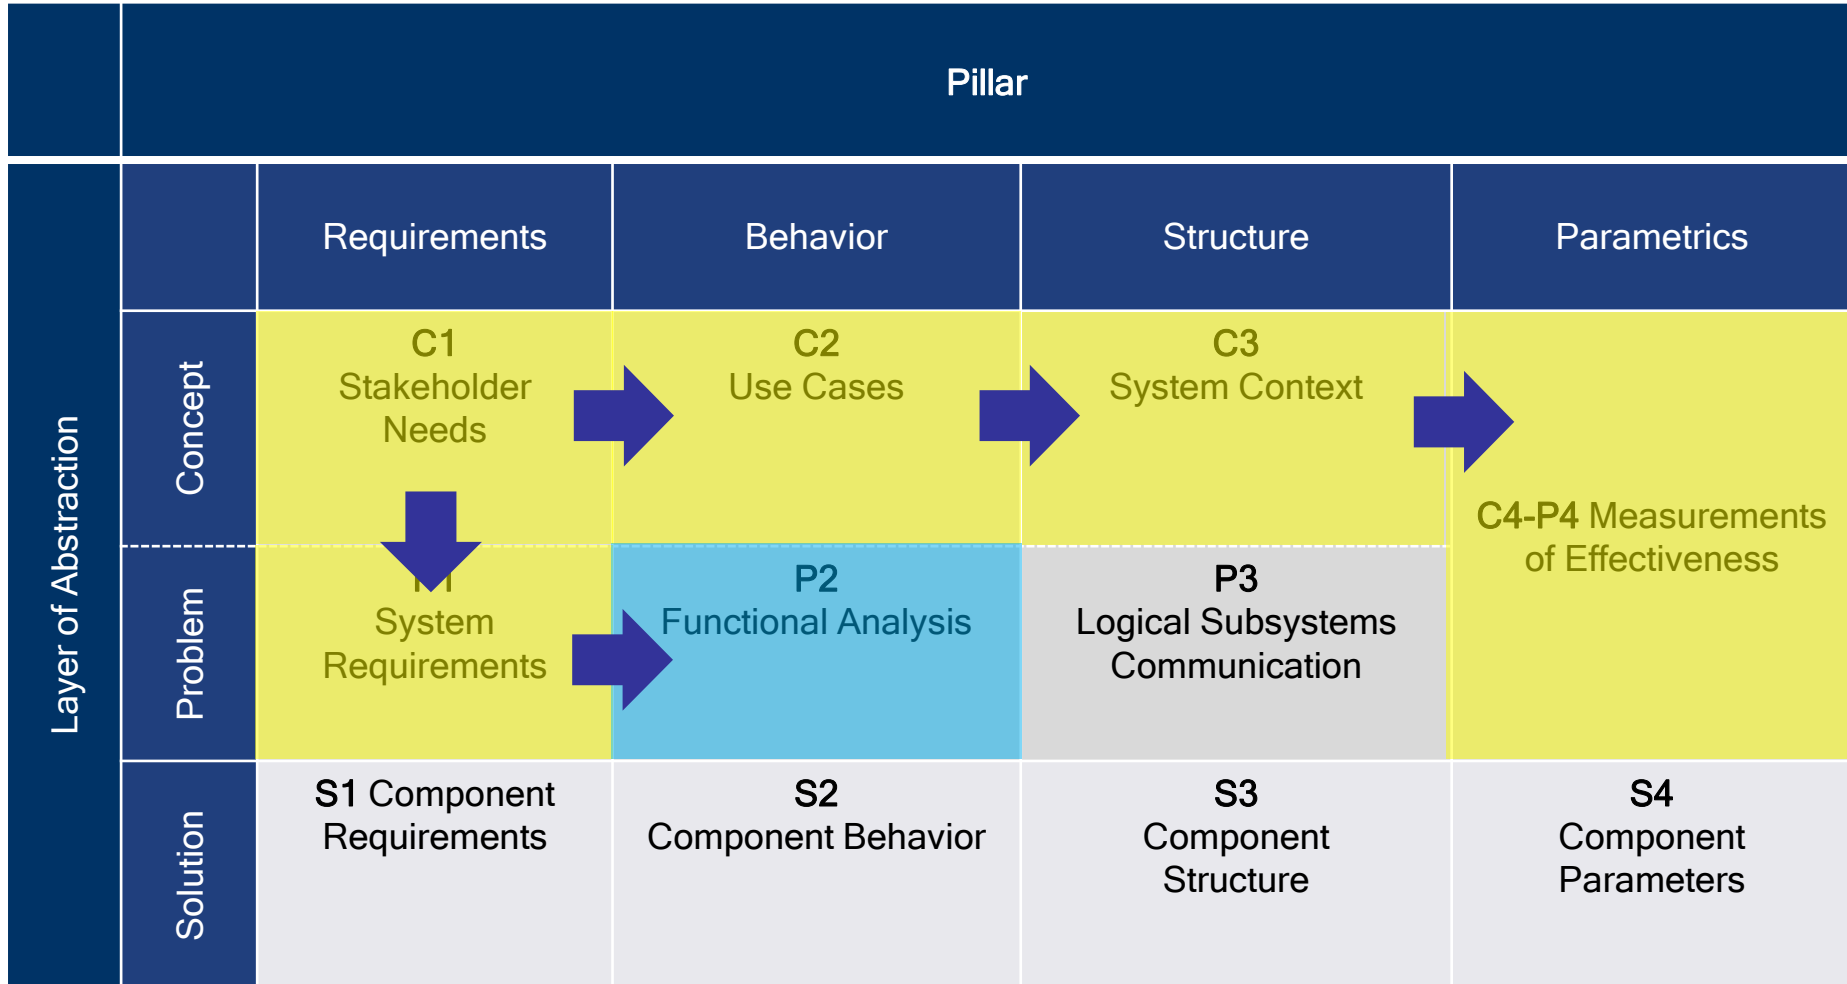 Pillar
Requirements
Behavior
Structure
Parametrics
Layer of Abstraction
Concept
C1
Stakeholder
Needs
C2
Use Cases
C3
System Context
C4-P4 Measurements
of Effectiveness
Problem
System
Requirements
P2
Functional Analysis
P3
Logical Subsystems
Communication
Solution
S1 Component
Requirements
S2
Component Behavior
S3
Component
Structure
S4
Component
Parameters